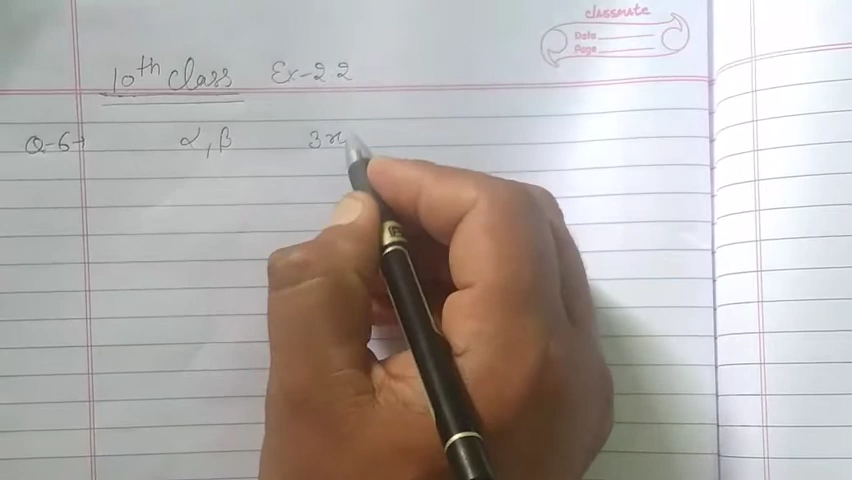 classmate
Date
Page
10th class Ex-2.2
Q-6→ α, β 3x